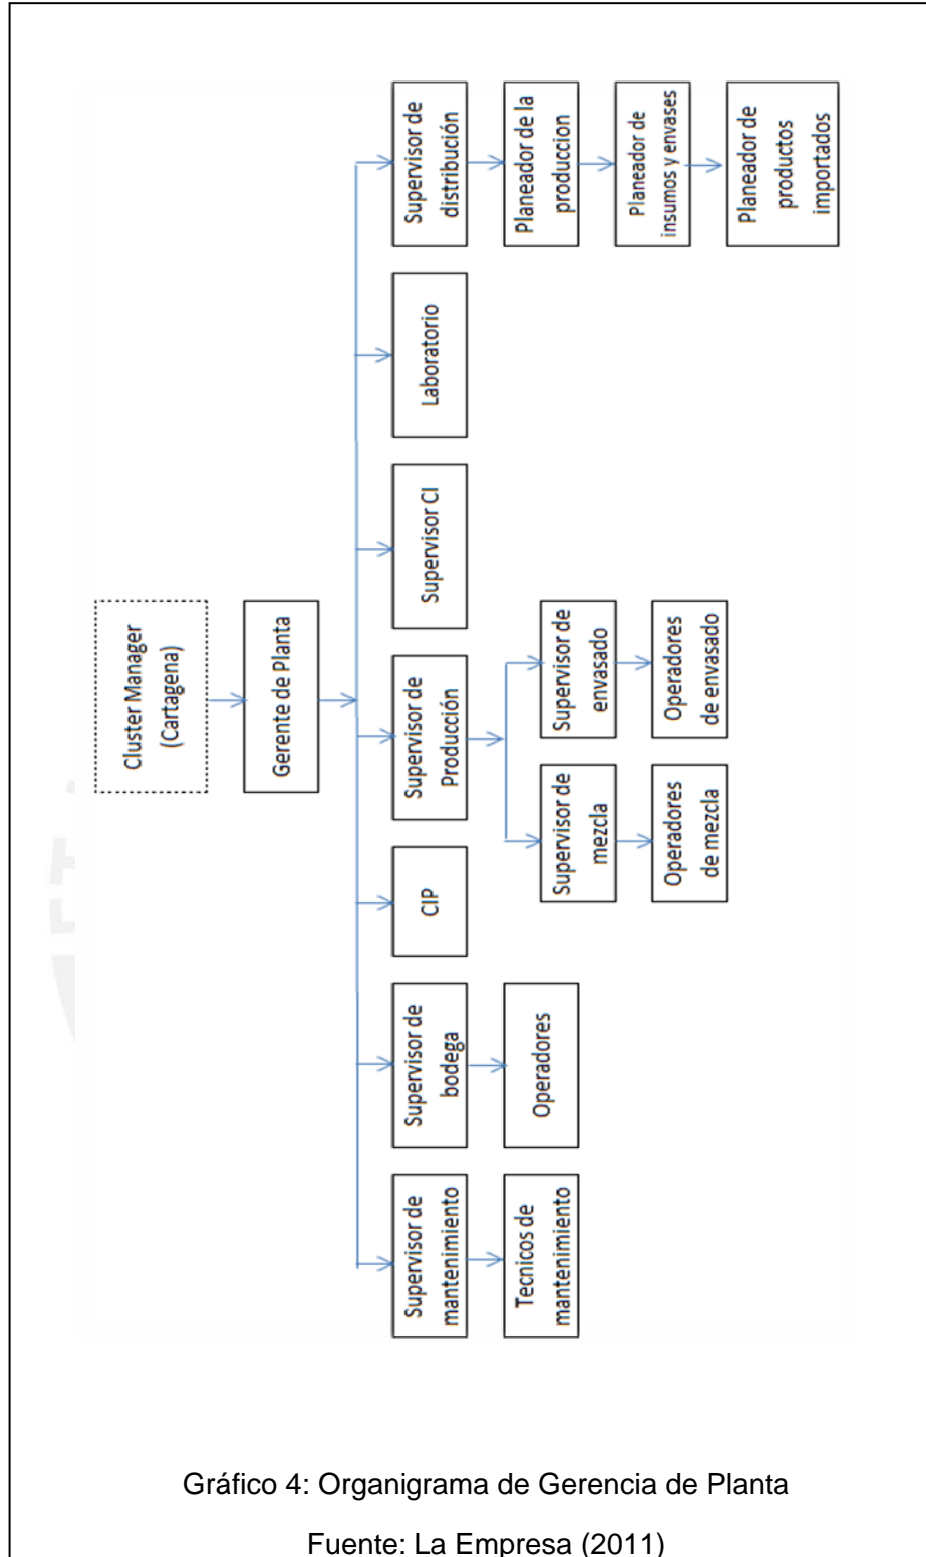 Cluster Manager
(Cartagena)
Gerente de Planta
Supervisor de
mantenimiento
Supervisor de
bodega
CIP
Supervisor de
Producción
Supervisor CI
Laboratorio
Supervisor de
distribución
Tecnicos de
mantenimiento
Operadores
Supervisor de
mezcla
Operadores
de mezcla
Supervisor de
envasado
Operadores
de envasado
Planeador de la
produccion
Planeador de
insumos y envases
Planeador de
productos
importados
Gráfico 4: Organigrama de Gerencia de Planta
Fuente: La Empresa (2011)